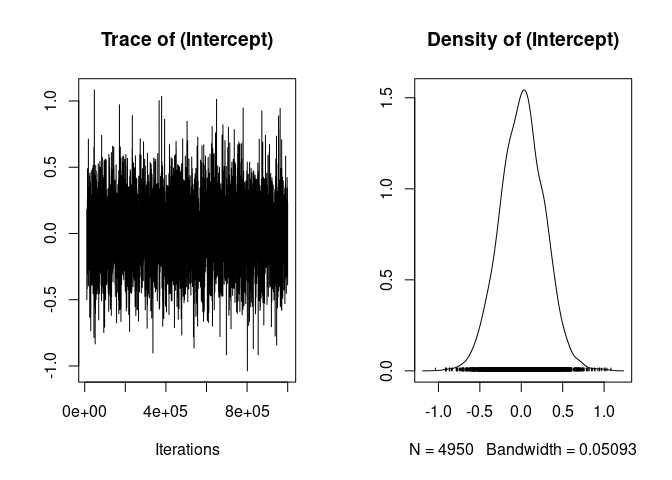 Trace of (Intercept)
1.0
0.5
0.0
-0.5
-1.0
0e+00 4e+05 8e+05
Iterations
Density of (Intercept)
1.5
1.0
0.5
0.0
-1.0 -0.5 0.0 0.5 1.0
N = 4950 Bandwidth = 0.05093